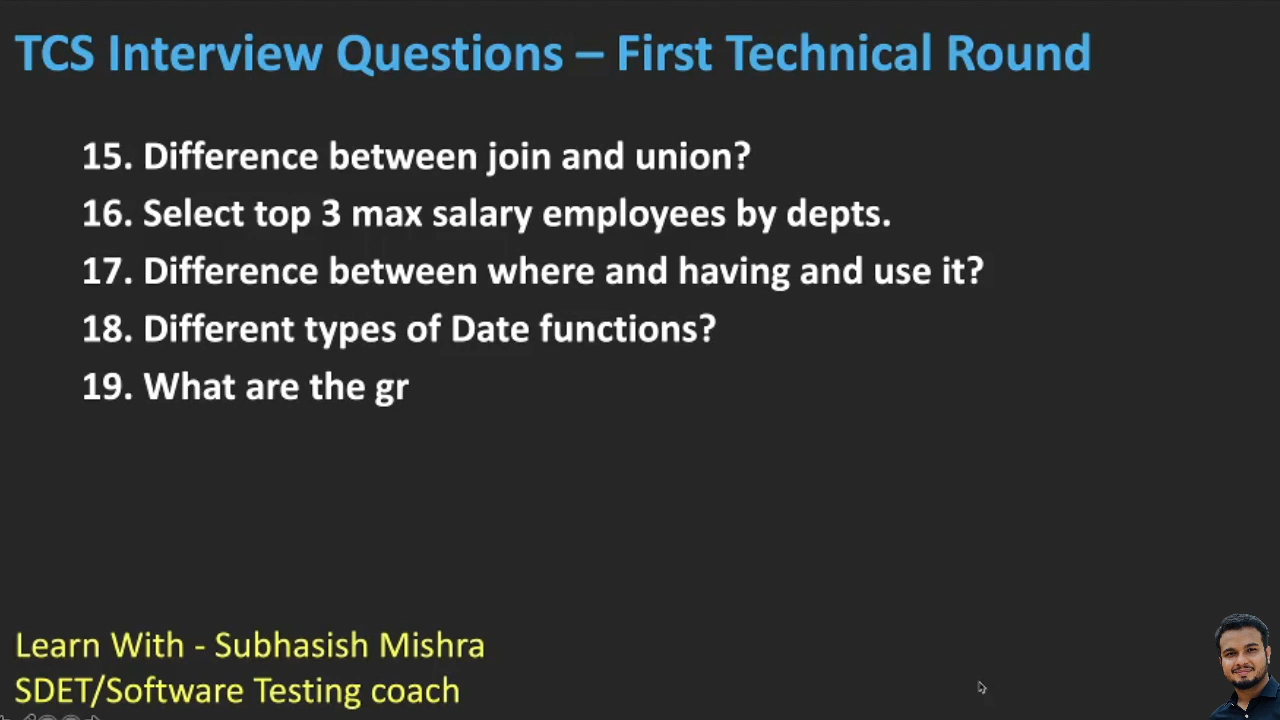 TCS Interview Questions – First Technical Round
15. Difference between join and union?
16. Select top 3 max salary employees by depts.
17. Difference between where and having and use it?
18. Different types of Date functions?
19. What are the gr
Learn With - Subhasish Mishra
SDET/Software Testing coach